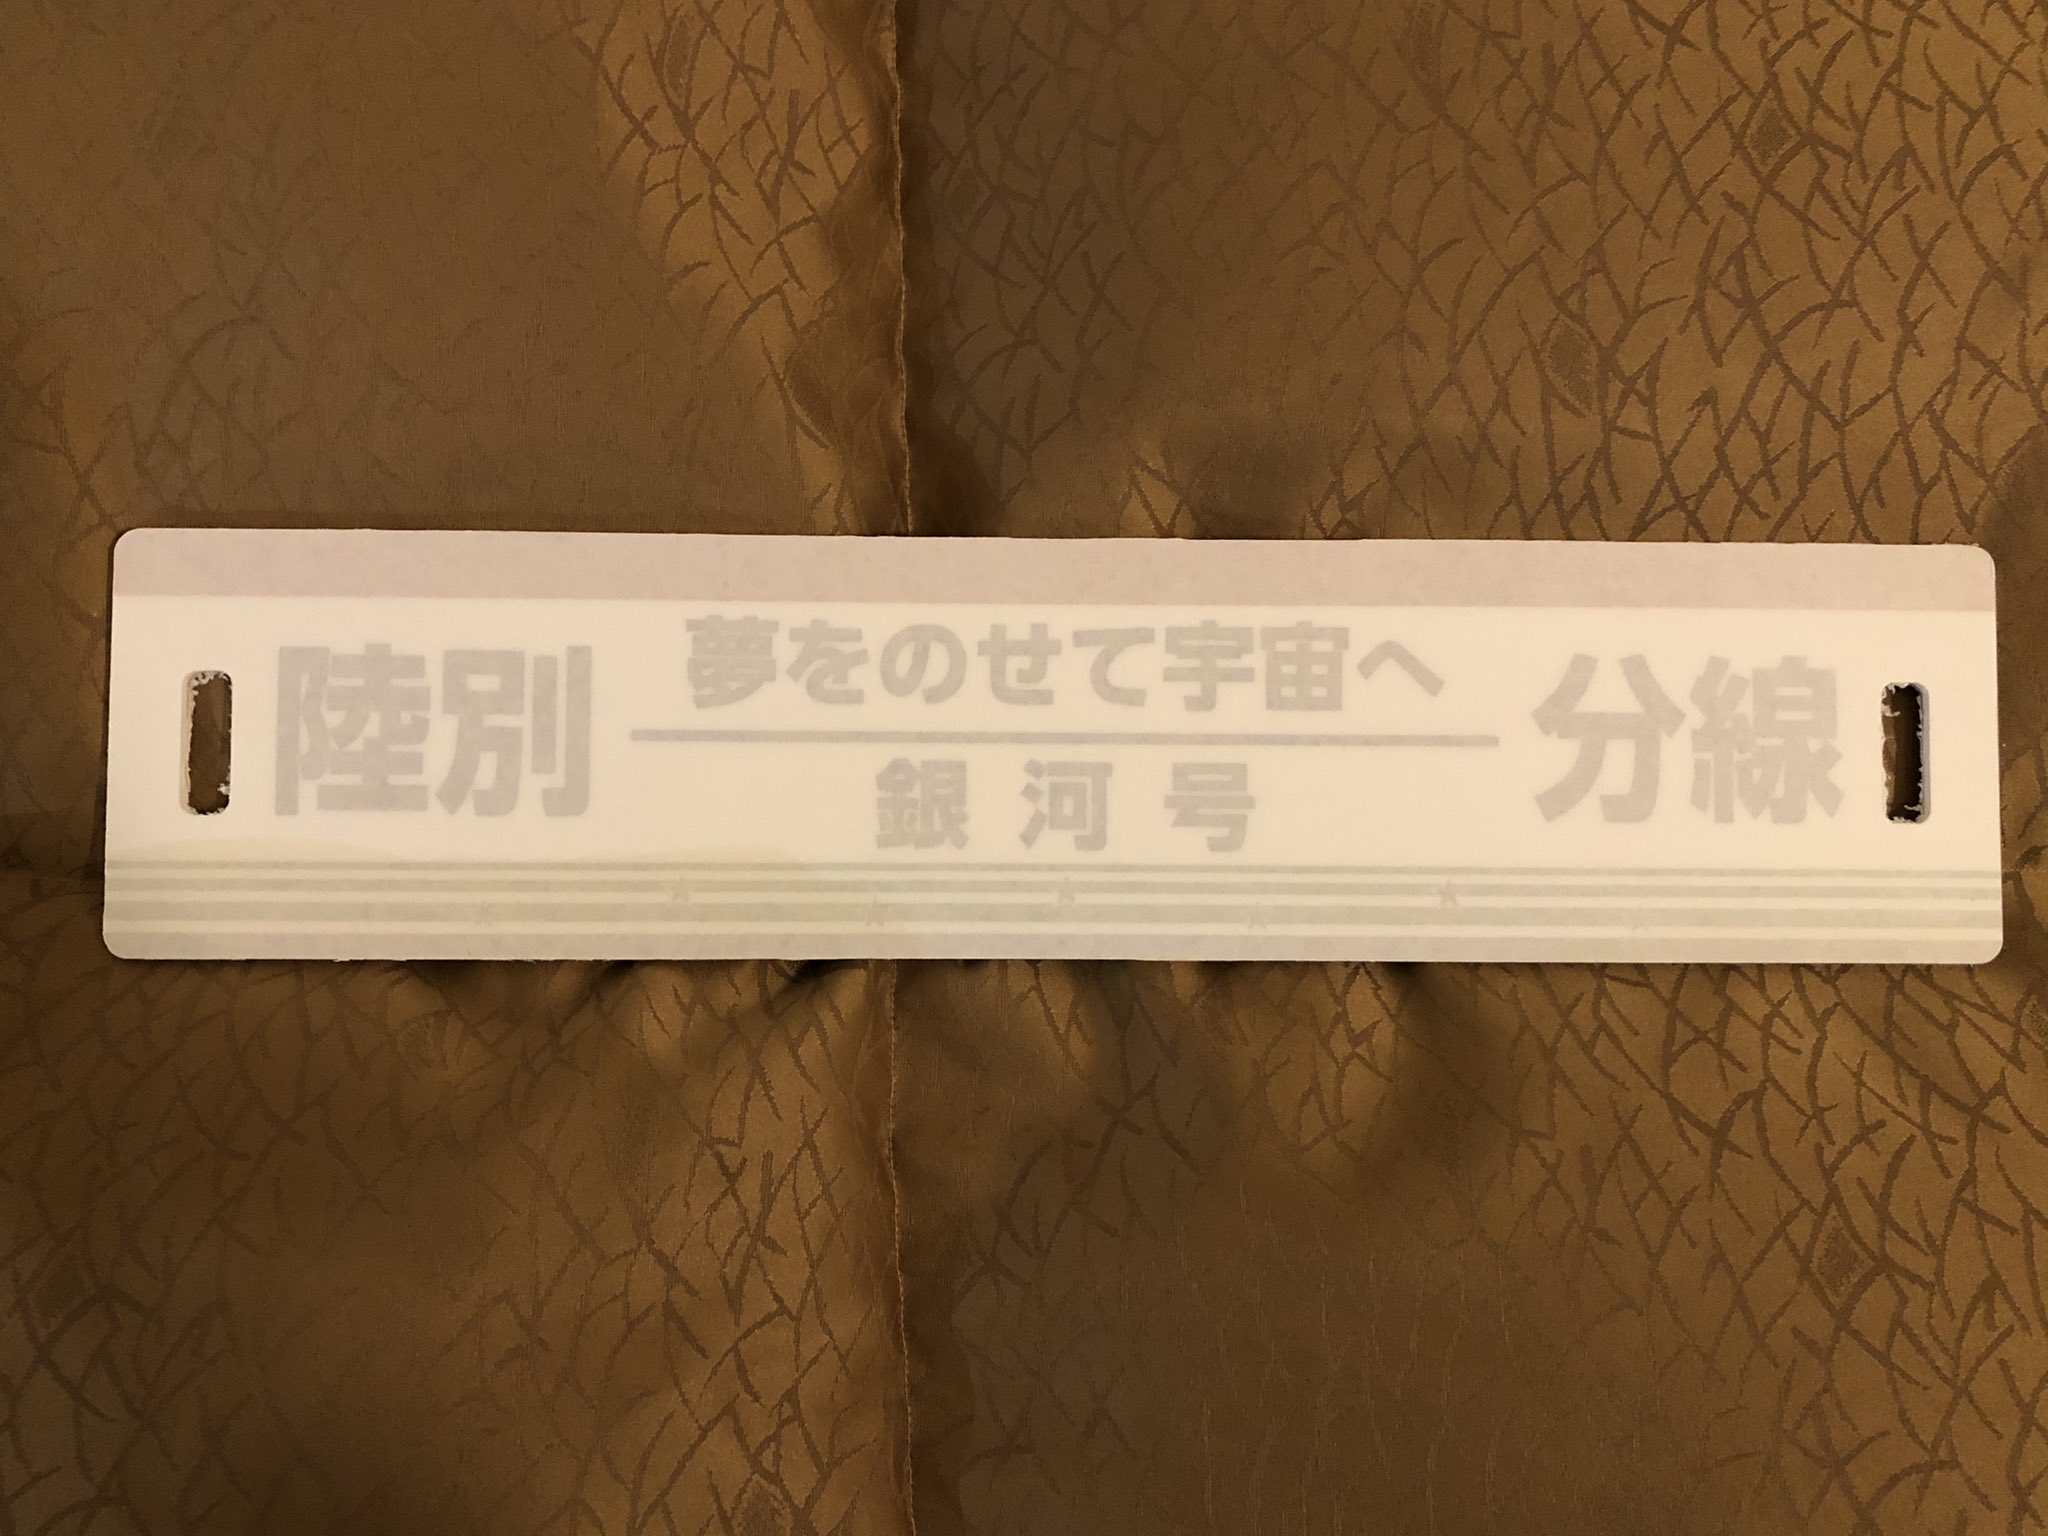 陸別
夢をのせて宇宙へ
銀河号
分線